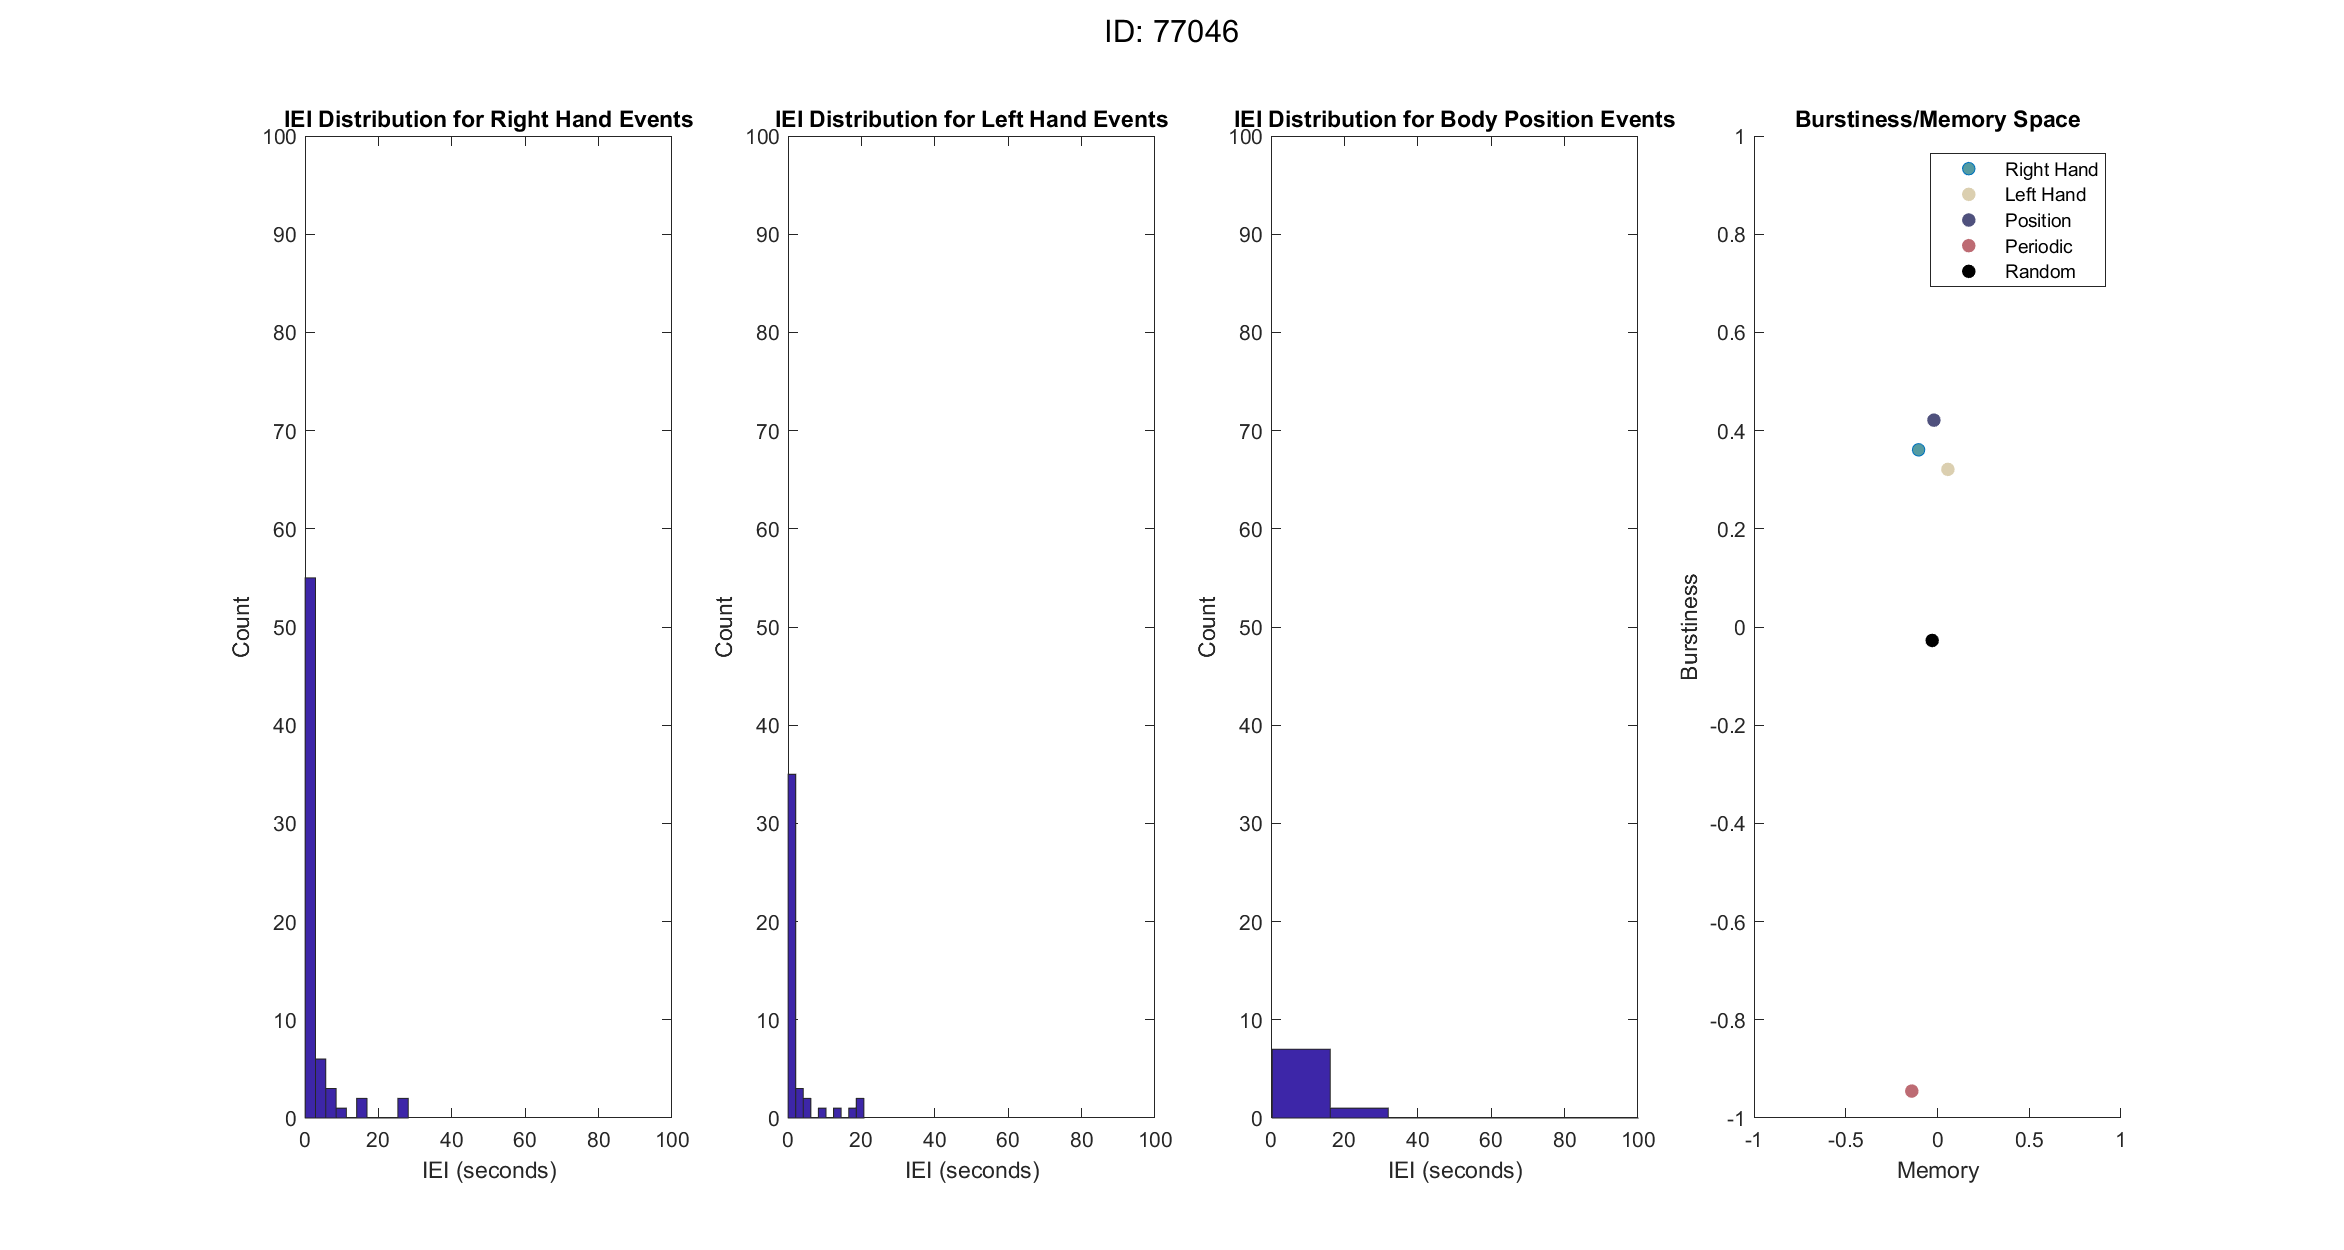 ID: 77046
IEI Distribution for Right Hand Events
100
90
80
70
60
50
40
30
20
10
0
Count
0 20 40 60 80 100
IEI (seconds)
IEI Distribution for Left Hand Events
100
90
80
70
60
50
40
30
20
10
0
Count
0 20 40 60 80 100
IEI (seconds)
IEI Distribution for Body Position Events
100
90
80
70
60
50
40
30
20
10
0
Count
0 20 40 60 80 100
IEI (seconds)
Burstiness/Memory Space
Right Hand
Left Hand
Position
Periodic
Random
1
0.8
0.6
0.4
0.2
0
-0.2
-0.4
-0.6
-0.8
-1
Burstiness
-1 -0.5 0 0.5 1
Memory